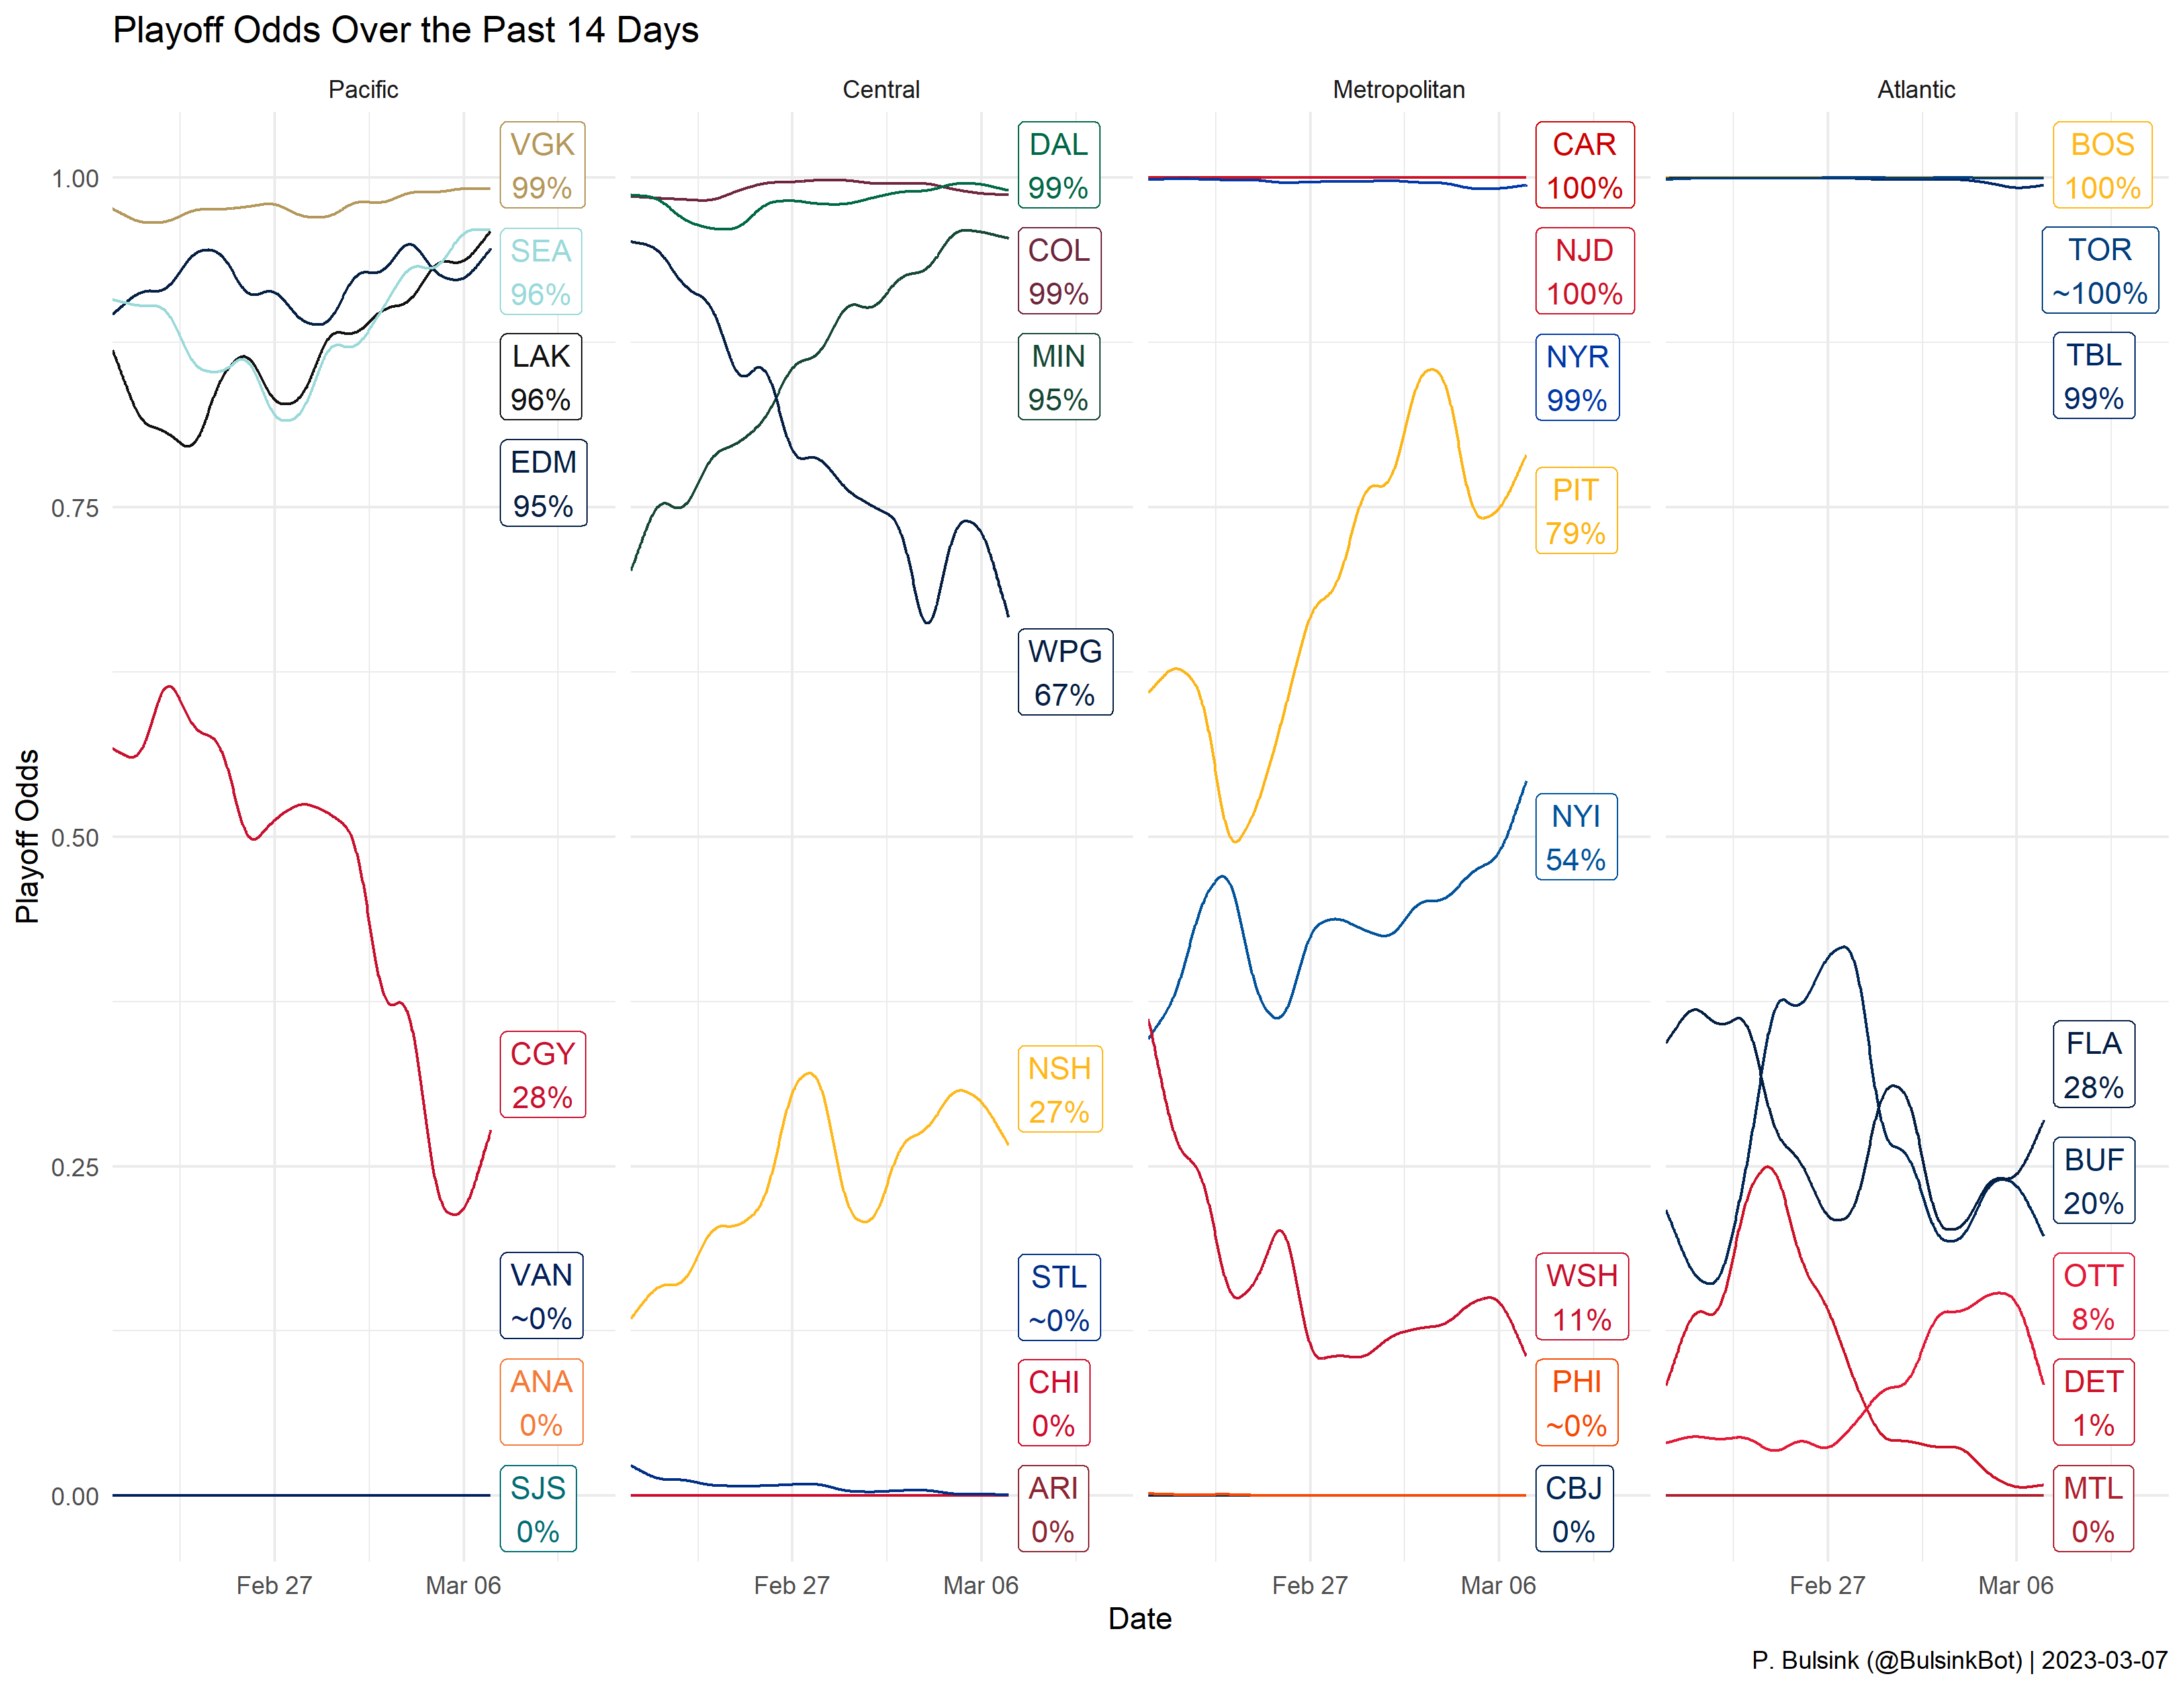 Playoff Odds Over the Past 14 Days
Pacific
Central
Metropolitan
Atlantic
Playoff Odds
1.00
0.75
0.50
0.25
0.00
VGK
99%
SEA
96%
LAK
96%
EDM
95%
CGY
28%
VAN
~0%
ANA
0%
SJS
0%
DAL
99%
COL
99%
MIN
95%
WPG
67%
NSH
27%
STL
~0%
CHI
0%
ARI
0%
CAR
100%
NJD
100%
NYR
99%
PIT
79%
NYI
54%
WSH
11%
PHI
~0%
CBJ
0%
BOS
100%
TOR
~100%
TBL
99%
FLA
28%
BUF
20%
OTT
8%
DET
1%
MTL
0%
Feb 27
Mar 06
Feb 27
Mar 06
Feb 27
Mar 06
Feb 27
Mar 06
Date
P. Bulsink (@BulsinkBot) | 2023-03-07